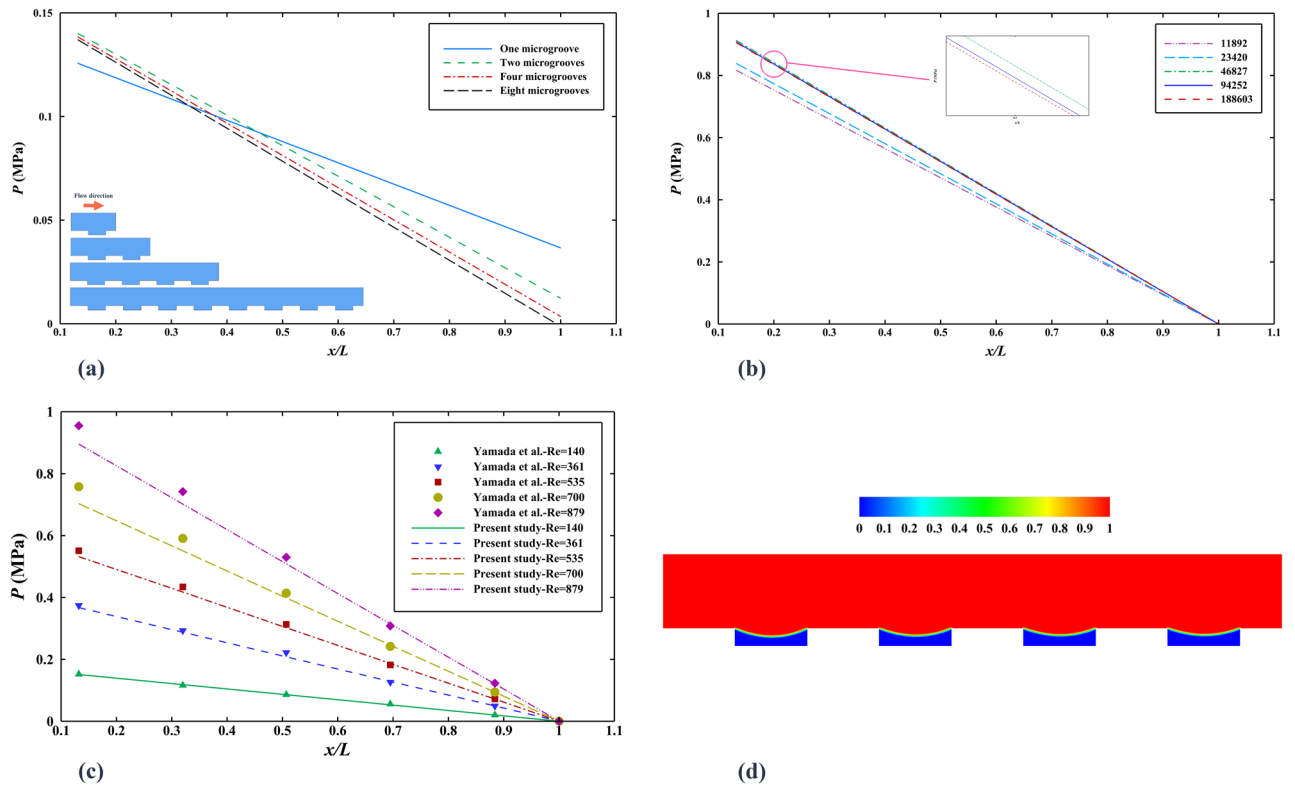 0.15
0.1
0.05
0
P (MPa)
One microgroove
Two microgrooves
Four microgrooves
Eight microgrooves
Flow direction
0.1 0.2 0.3 0.4 0.5 0.6 0.7 0.8 0.9 1 1.1
x/L
(a)
1
0.8
0.6
0.4
0.2
0
P (MPa)
11892
23420
46827
94252
188603
0.1 0.2 0.3 0.4 0.5 0.6 0.7 0.8 0.9 1 1.1
x/L
(b)
1
0.8
0.6
0.4
0.2
0
P (MPa)
Yamada et al.-Re=140
Yamada et al.-Re=361
Yamada et al.-Re=535
Yamada et al.-Re=700
Yamada et al.-Re=879
Present study-Re=140
Present study-Re=361
Present study-Re=535
Present study-Re=700
Present study-Re=879
0.1 0.2 0.3 0.4 0.5 0.6 0.7 0.8 0.9 1 1.1
x/L
(c)
0 0.1 0.2 0.3 0.4 0.5 0.6 0.7 0.8 0.9 1
(d)